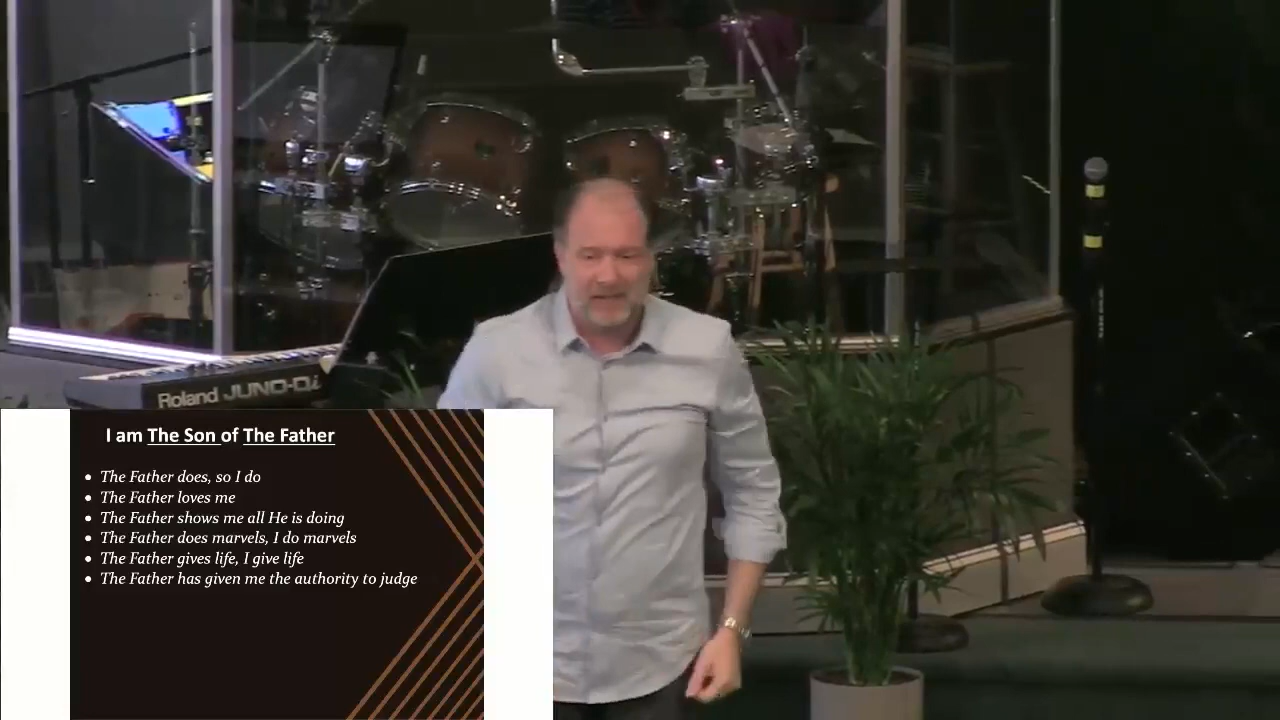 Roland JUNO-Di
I am The Son of The Father
• The Father does, so I do
• The Father loves me
• The Father shows me all He is doing
• The Father does marvels, I do marvels
• The Father gives life, I give life
• The Father has given me the authority to judge